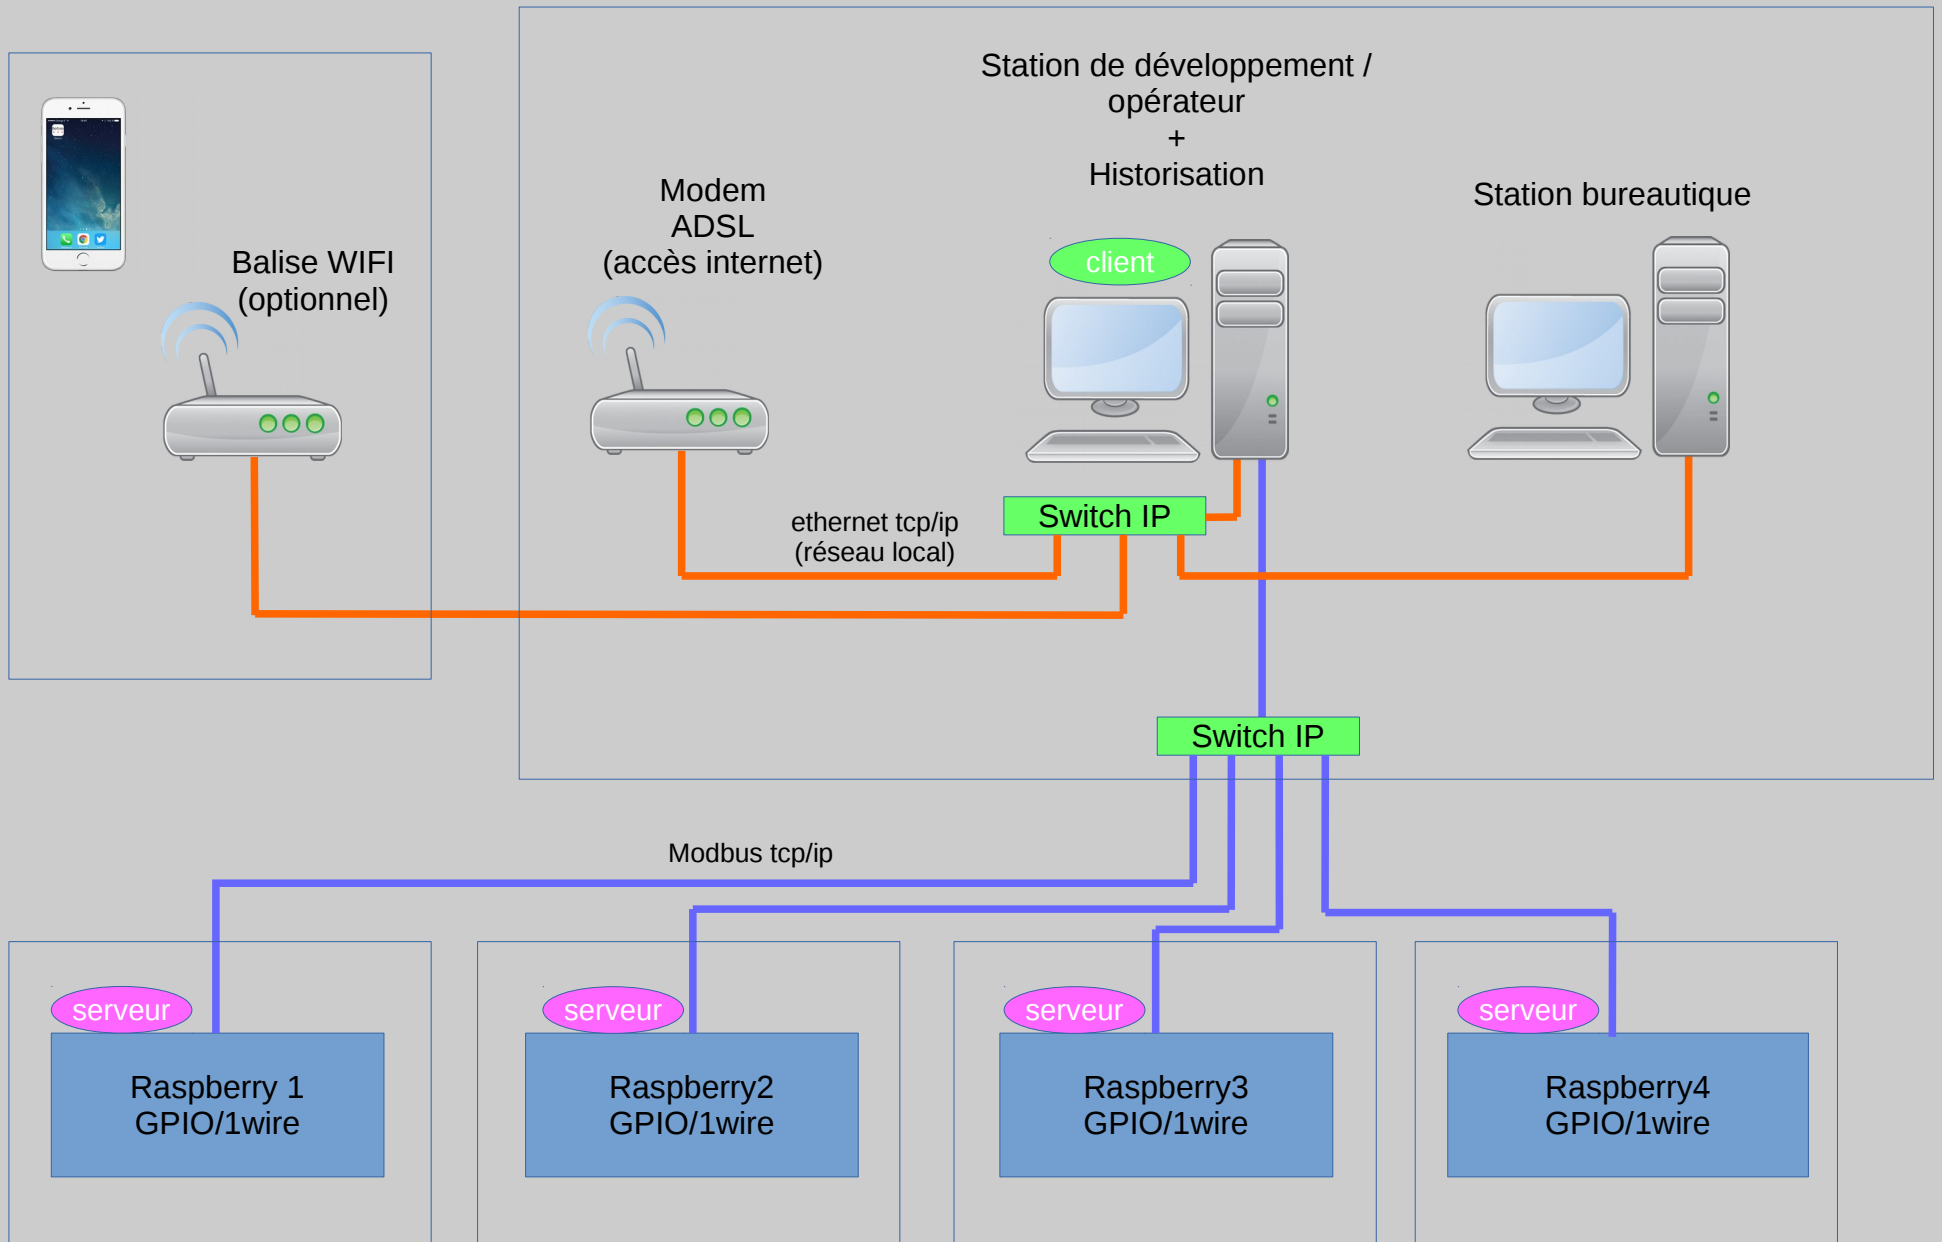 Station de développement /
opérateur
+
Historisation
Modem
ADSL
(accès internet)
Station bureautique
Balise WIFI
(optionnel)
client
ethernet tcp/ip
(réseau local)
Switch IP
Switch IP
Modbus tcp/ip
serveur
serveur
serveur
serveur
Raspberry 1
GPIO/1wire
Raspberry2
GPIO/1wire
Raspberry3
GPIO/1wire
Raspberry4
GPIO/1wire